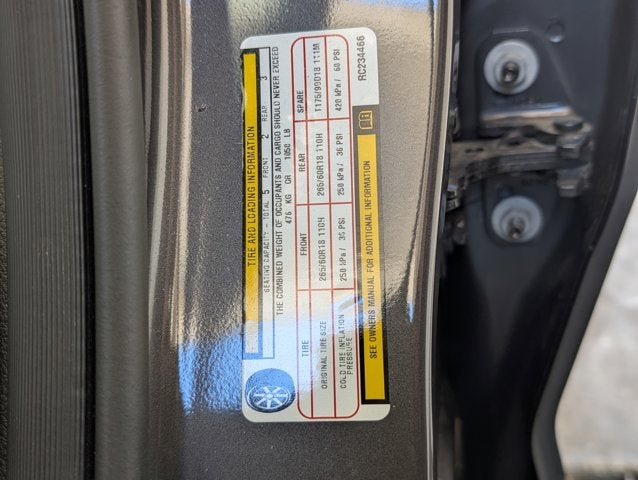 TIRE AND LOADING INFORMATION
SEATING CAPACITY - TOTAL 5 FRONT 2 REAR 3
THE COMBINED WEIGHT OF OCCUPANTS AND CARGO SHOULD NEVER EXCEED
476 KG OR 1050 LB
TIRE FRONT REAR SPARE
ORIGINAL TIRE SIZE 265/60R18 110H 265/60R18 110H T175/90D18 111M
COLD TIRE INFLATION PRESSURE 250 kPa / 36 PSI 250 kPa / 36 PSI 420 kPa / 60 PSI
SEE OWNERS MANUAL FOR ADDITIONAL INFORMATION
RC234466